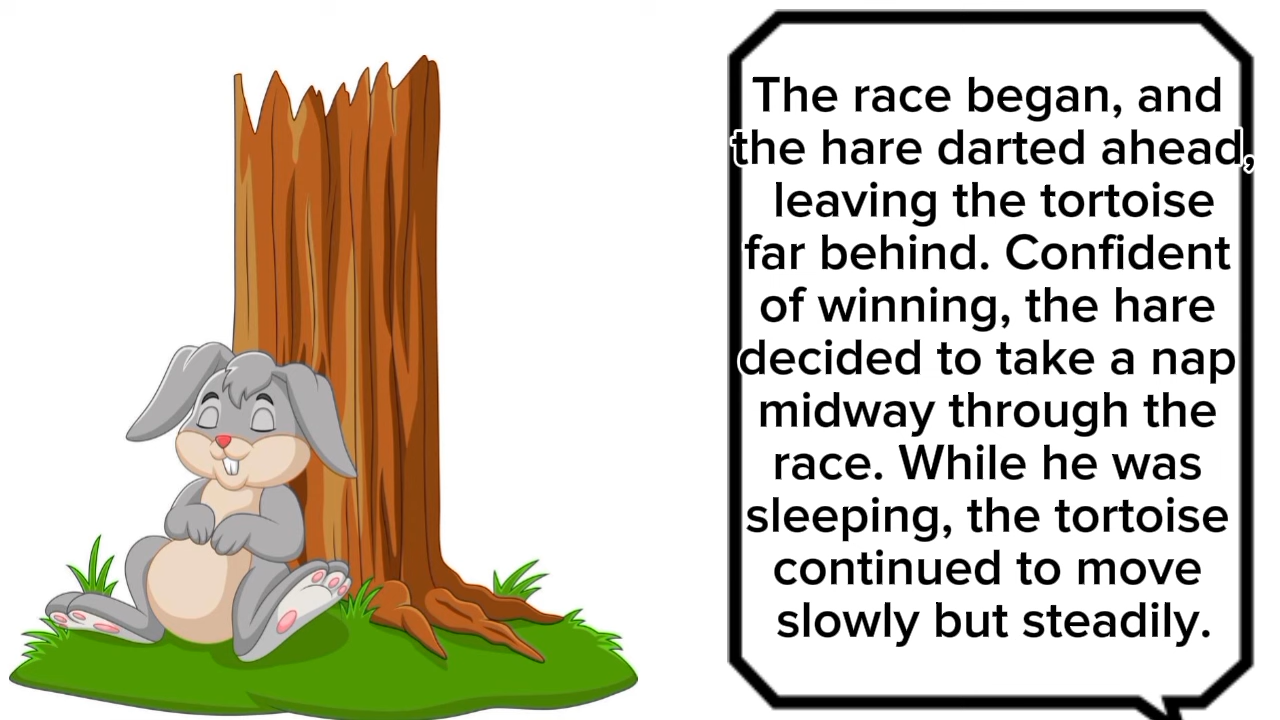 The race began, and
the hare darted ahead,
leaving the tortoise
far behind. Confident
of winning, the hare
decided to take a nap
midway through the
race. While he was
sleeping, the tortoise
continued to move
slowly but steadily.